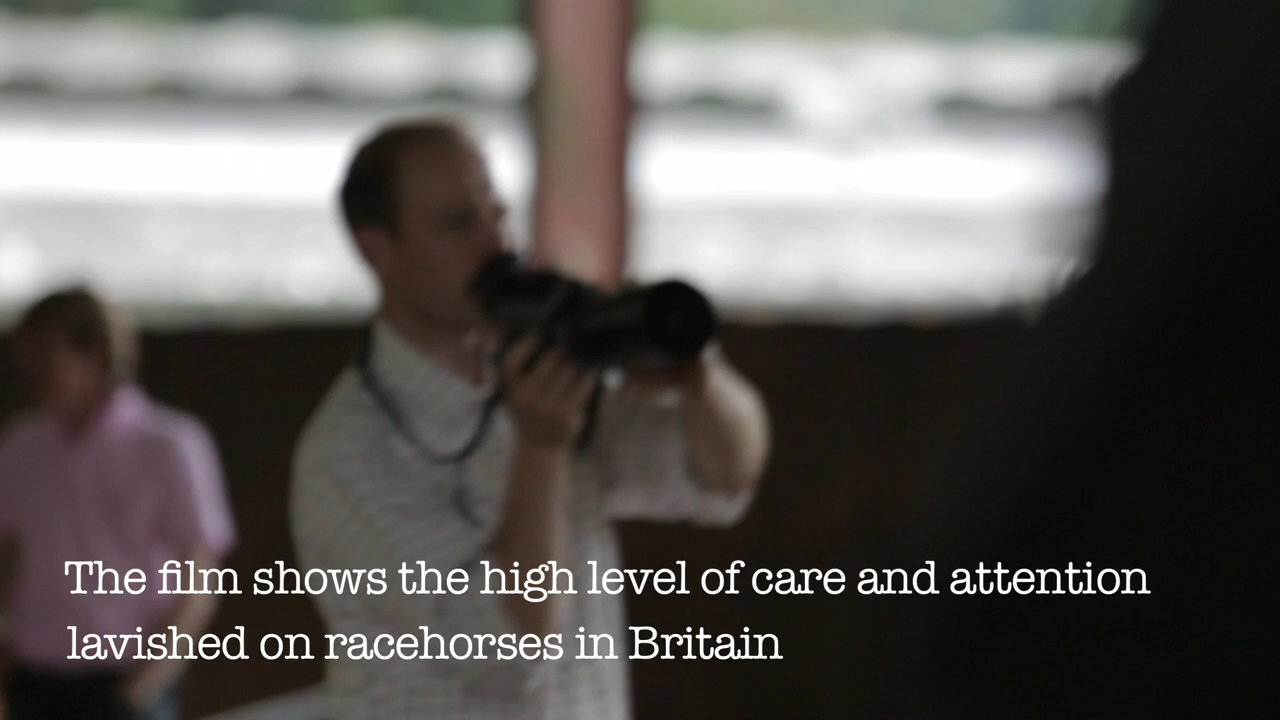 The film shows the high level of care and attention
lavished on racehorses in Britain